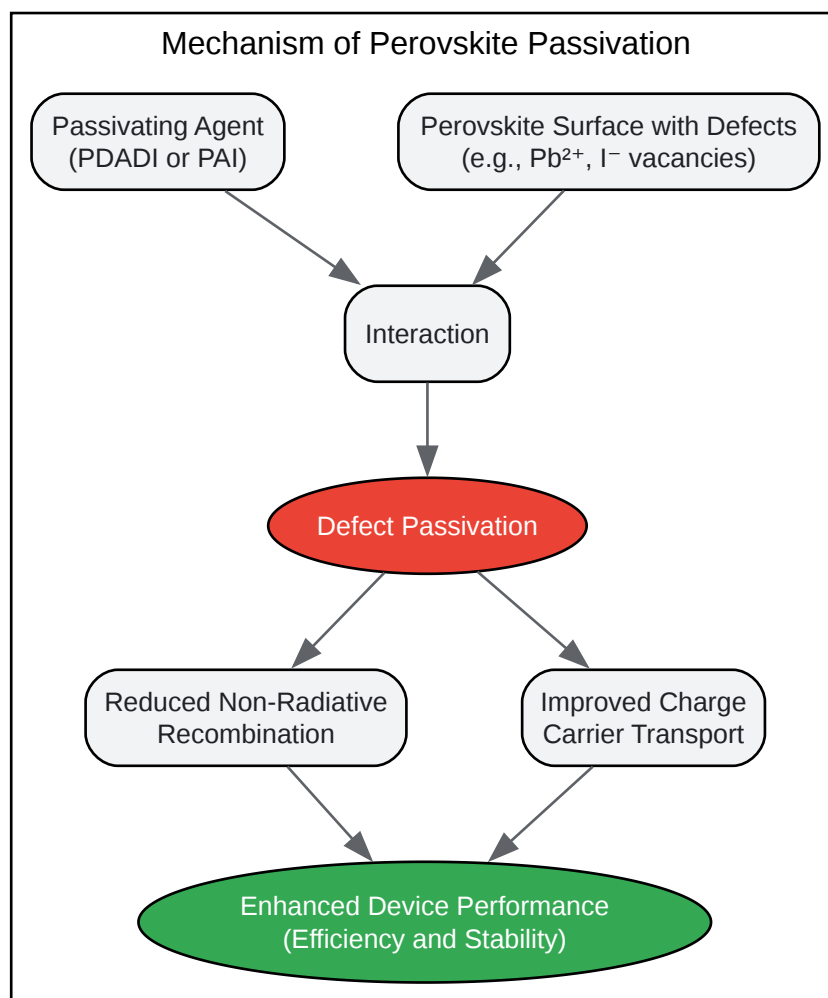 Mechanism of Perovskite Passivation
Passivating Agent
(PDADI or PAI)
Perovskite Surface with Defects
(e.g., Pb²⁺, I⁻ vacancies)
Interaction
Defect Passivation
Reduced Non-Radiative
Recombination
Improved Charge
Carrier Transport
Enhanced Device Performance
(Efficiency and Stability)